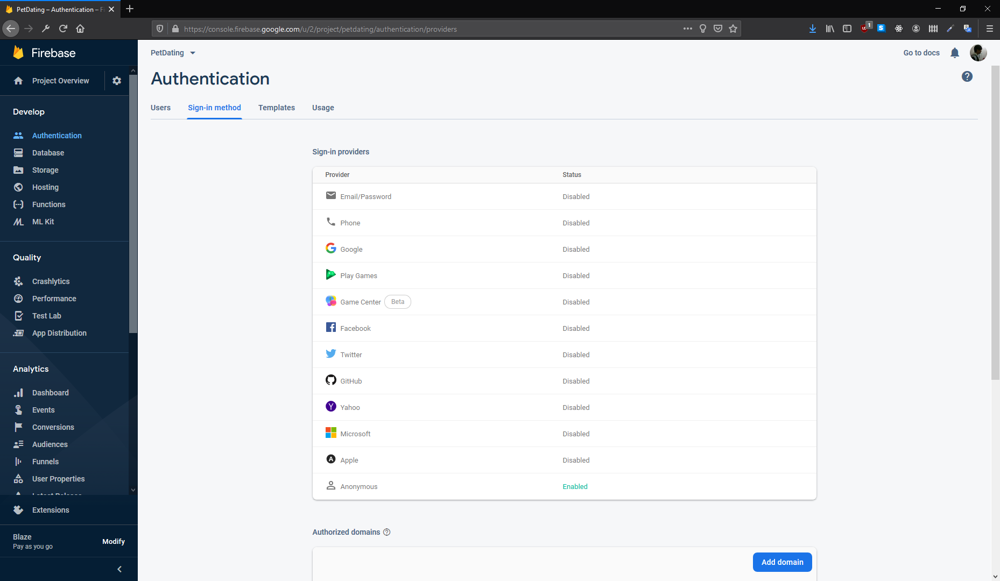 PetDating – Authentication – F
https://console.firebase.google.com/u/2/project/petdating/authentication/providers
1
Firebase
Project Overview
Develop
Authentication
Database
Storage
Hosting
Functions
ML Kit
Quality
Crashlytics
Performance
Test Lab
App Distribution
Analytics
Dashboard
Events
Conversions
Audiences
Funnels
User Properties
Latest Release
Extensions
Blaze
Pay as you go
Modify
PetDating
Go to docs
Authentication
Users
Sign-in method
Templates
Usage
Sign-in providers
Provider Status
Email/Password Disabled
Phone Disabled
Google Disabled
Play Games Disabled
Game Center Beta Disabled
Facebook Disabled
Twitter Disabled
GitHub Disabled
Yahoo Disabled
Microsoft Disabled
Apple Disabled
Anonymous Enabled
Authorized domains
Add domain